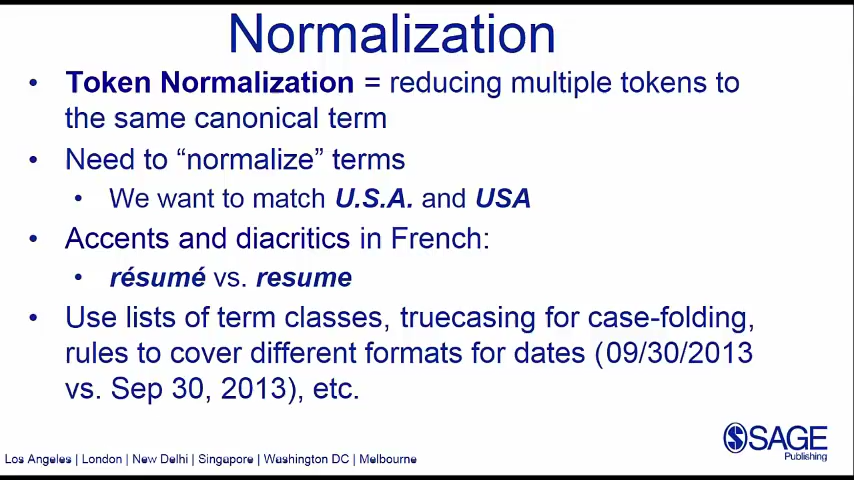 Normalization
• Token Normalization = reducing multiple tokens to
the same canonical term
• Need to “normalize” terms
• We want to match U.S.A. and USA
• Accents and diacritics in French:
• résumé vs. resume
• Use lists of term classes, truecasing for case-folding,
rules to cover different formats for dates (09/30/2013
vs. Sep 30, 2013), etc.
SAGE
Publishing
Los Angeles | London | New Delhi | Singapore | Washington DC | Melbourne